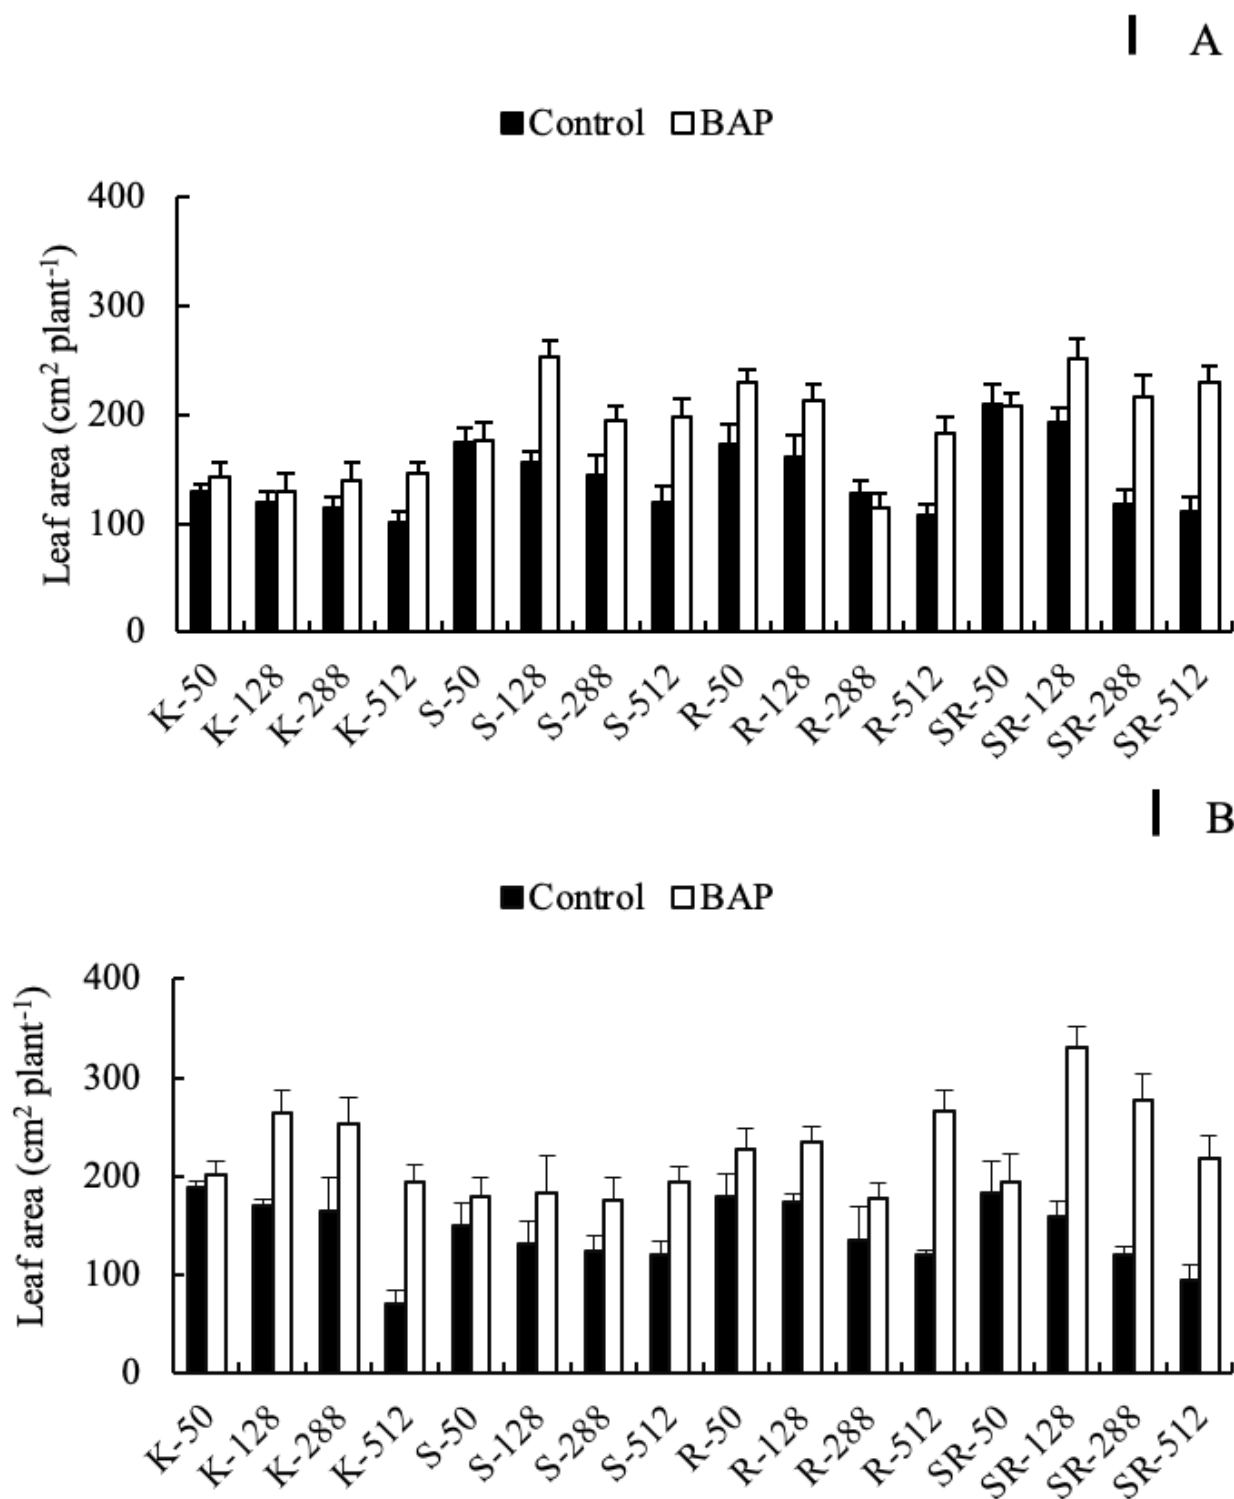 A
Control BAP
400
300
200
100
0
Leaf area (cm² plant⁻¹)
K-50 K-128 K-288 K-512 S-50 S-128 S-288 S-512 R-50 R-128 R-288 R-512 SR-50 SR-128 SR-288 SR-512
B
Control BAP
400
300
200
100
0
Leaf area (cm² plant⁻¹)
K-50 K-128 K-288 K-512 S-50 S-128 S-288 S-512 R-50 R-128 R-288 R-512 SR-50 SR-128 SR-288 SR-512